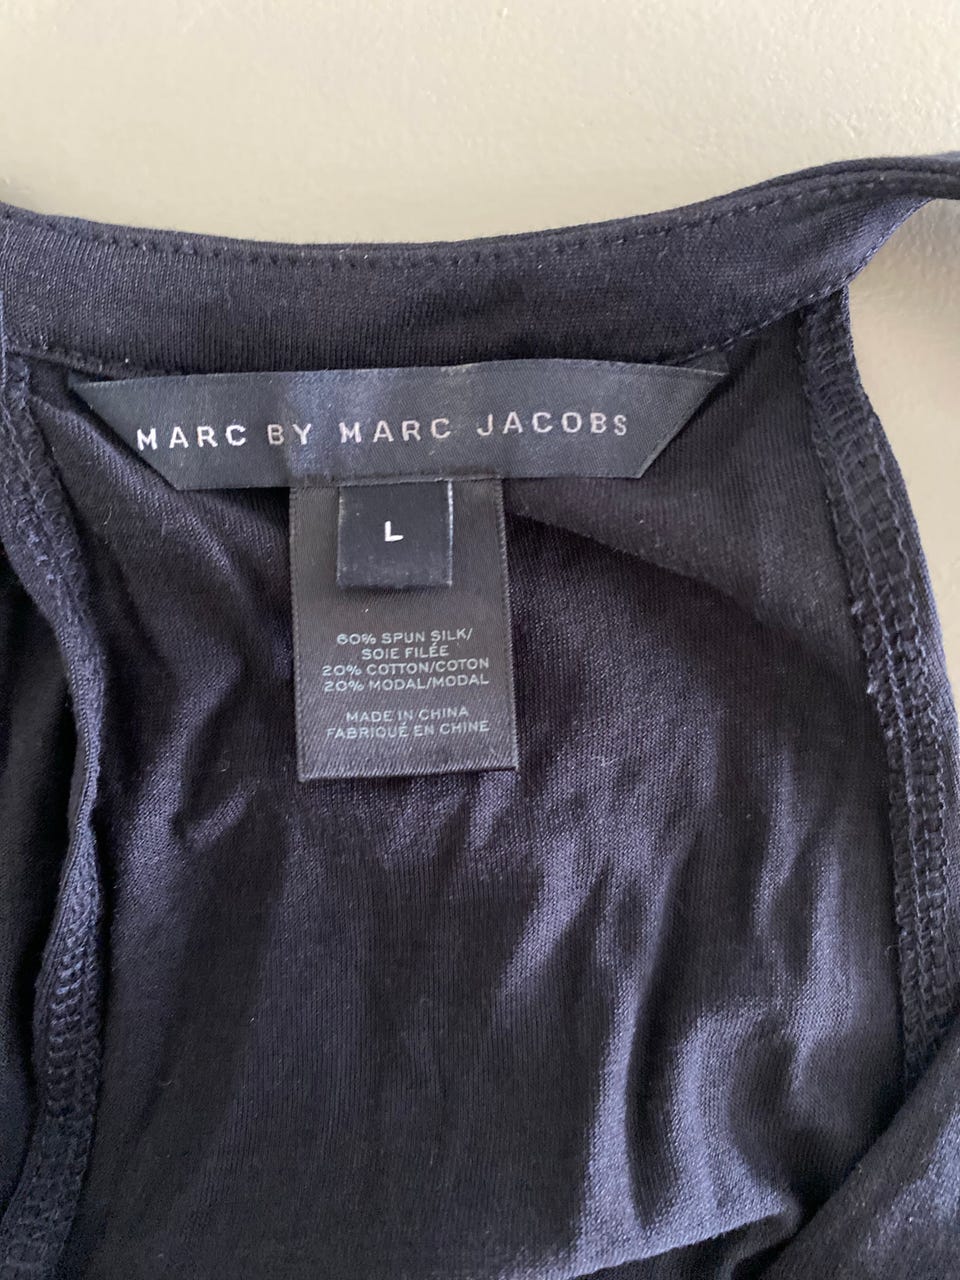 MARC BY MARC JACOBS
L
60% SPUN SILK/
SOIE FILÉE
20% COTTON/COTON
20% MODAL/MODAL
MADE IN CHINA
FABRIQUÉ EN CHINE